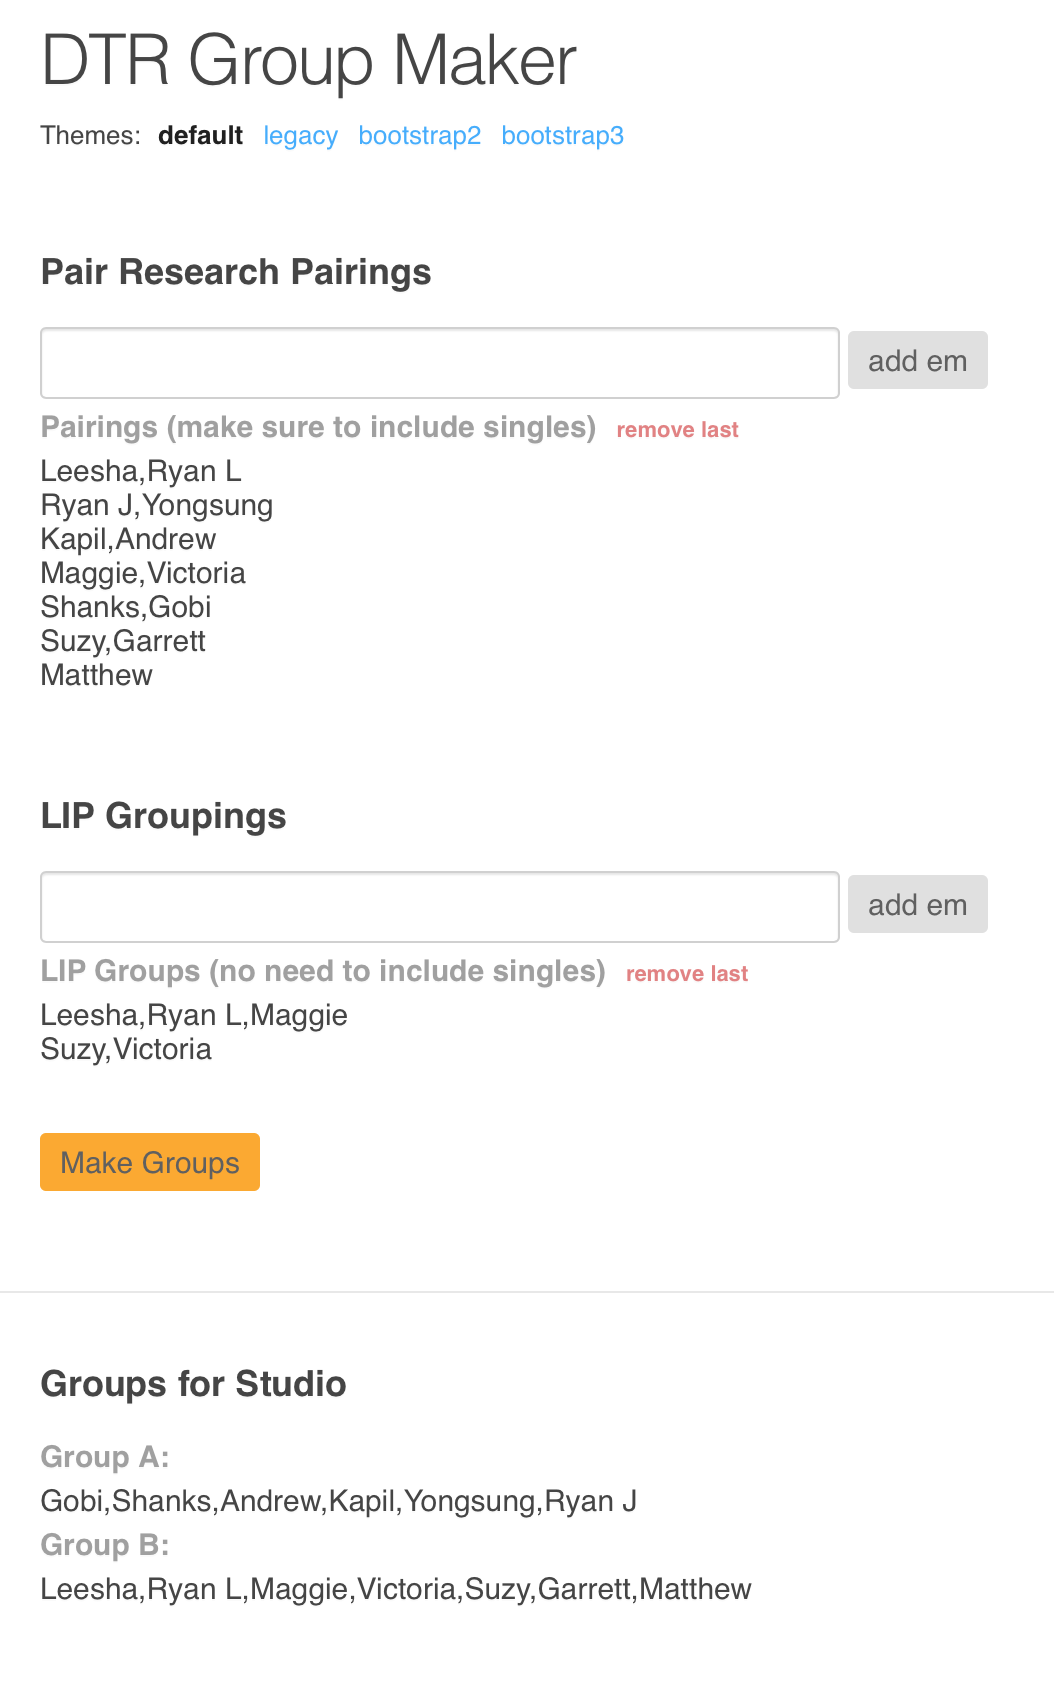 DTR Group Maker
Themes: default legacy bootstrap2 bootstrap3
Pair Research Pairings
add em
Pairings (make sure to include singles) remove last
Leesha,Ryan L
Ryan J,Yongsung
Kapil,Andrew
Maggie,Victoria
Shanks,Gobi
Suzy,Garrett
Matthew
LIP Groupings
add em
LIP Groups (no need to include singles) remove last
Leesha,Ryan L,Maggie
Suzy,Victoria
Make Groups
Groups for Studio
Group A:
Gobi,Shanks,Andrew,Kapil,Yongsung,Ryan J
Group B:
Leesha,Ryan L,Maggie,Victoria,Suzy,Garrett,Matthew